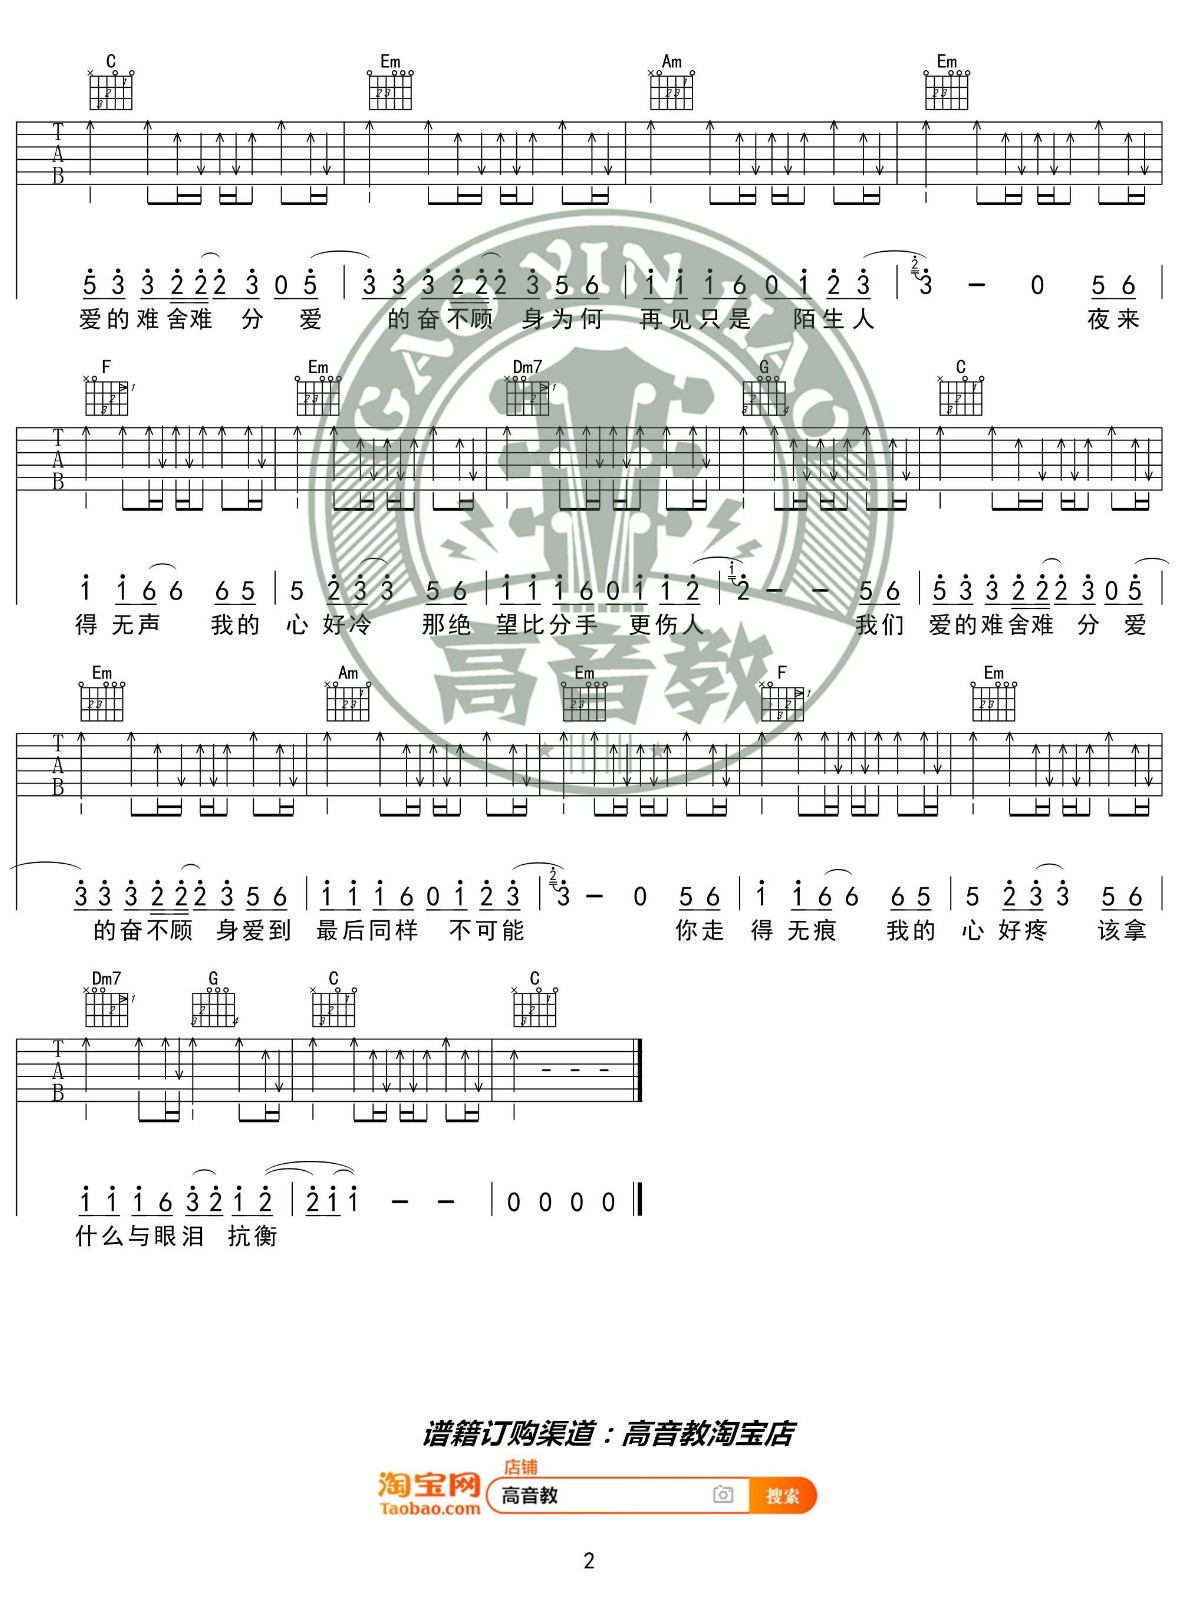 C Em Am Em
T A B
5 3 3 2 2 2 3 0 5 | 3 3 3 2 2 2 3 5 6 | 1 1 1 6 0 1 2 3 | 2 3 - 0 5 6 |
爱的难舍难 分 爱 的奋不顾 身为何 再见只是 陌生人 夜来
F Em Dm7 G C
T A B
1 1 6 6 6 5 | 5 2 3 3 5 6 | 1 1 1 6 0 1 1 2 | 1 2 - - 5 6 | 5 3 3 2 2 2 3 0 5 |
得 无声 我的 心 好冷 那绝 望比分手 更伤人 我们 爱的难舍难 分 爱
Em Am Em F Em
T A B
3 3 3 2 2 2 3 5 6 | 1 1 1 6 0 1 2 3 | 2 3 - 0 5 6 | 1 1 6 6 6 5 | 5 2 3 3 5 6 |
的奋不顾 身爱到 最后同样 不可能 你走 得 无痕 我的 心 好疼 该拿
Dm7 G C C
T A B
1 1 1 6 3 2 1 2 | 2 1 1 - - | 0 0 0 0
什么与眼泪 抗衡
GAO YIN JIAO
高音教
谱籍订购渠道：高音教淘宝店
店铺
淘宝网 高音教 搜索
Taobao.com
2